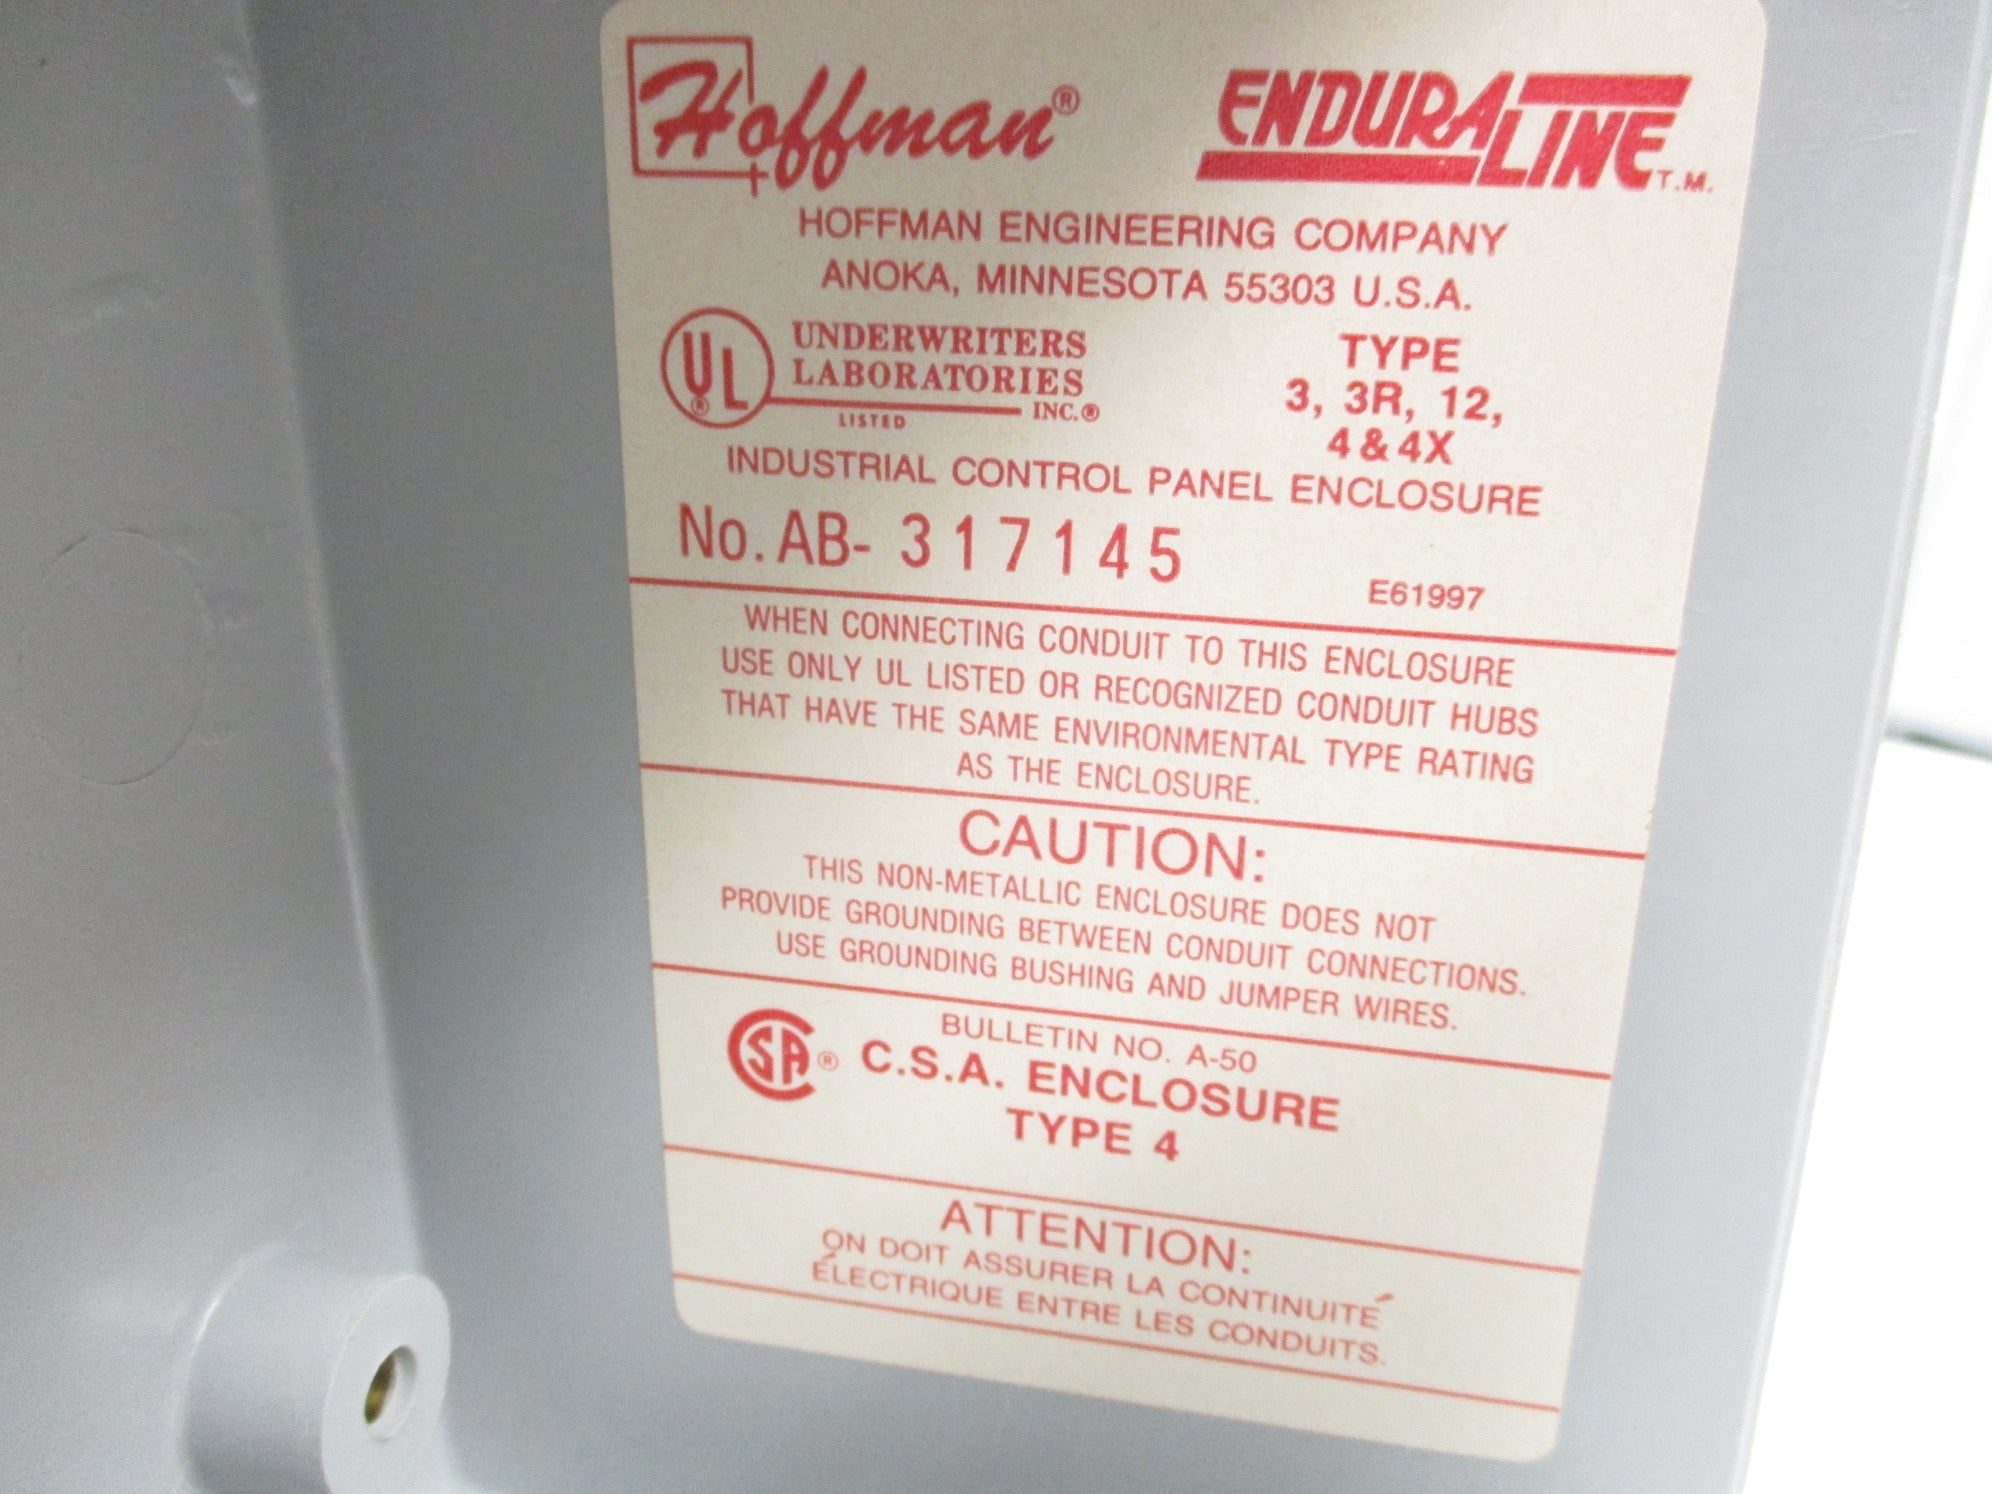 Hoffman®
ENDURALINE T.M.
HOFFMAN ENGINEERING COMPANY
ANOKA, MINNESOTA 55303 U.S.A.
UL®
UNDERWRITERS
LABORATORIES
INC.®
LISTED
TYPE
3, 3R, 12,
4 & 4X
INDUSTRIAL CONTROL PANEL ENCLOSURE
No. AB- 317145
E61997
WHEN CONNECTING CONDUIT TO THIS ENCLOSURE
USE ONLY UL LISTED OR RECOGNIZED CONDUIT HUBS
THAT HAVE THE SAME ENVIRONMENTAL TYPE RATING
AS THE ENCLOSURE.
CAUTION:
THIS NON-METALLIC ENCLOSURE DOES NOT
PROVIDE GROUNDING BETWEEN CONDUIT CONNECTIONS.
USE GROUNDING BUSHING AND JUMPER WIRES.
BULLETIN NO. A-50
SA® C.S.A. ENCLOSURE
TYPE 4
ATTENTION:
ON DOIT ASSURER LA CONTINUITÉ
ÉLECTRIQUE ENTRE LES CONDUITS.